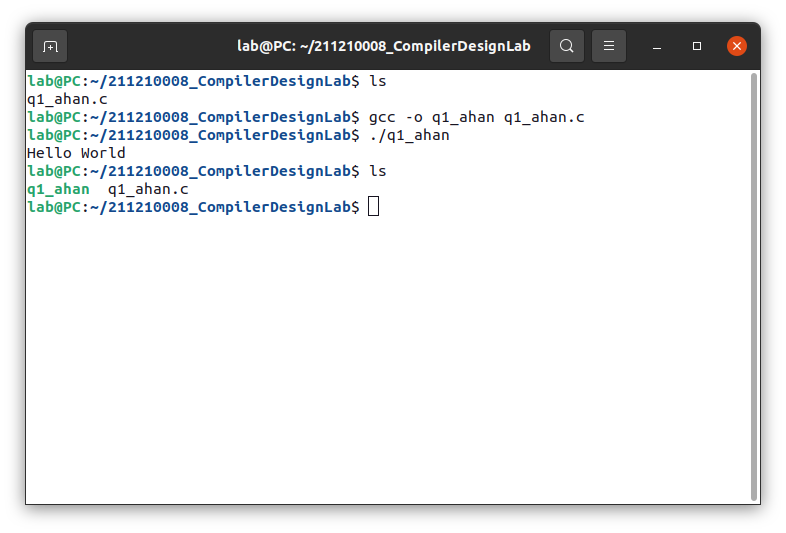 lab@PC: ~/211210008_CompilerDesignLab
lab@PC:~/211210008_CompilerDesignLab$ ls
q1_ahan.c
lab@PC:~/211210008_CompilerDesignLab$ gcc -o q1_ahan q1_ahan.c
lab@PC:~/211210008_CompilerDesignLab$ ./q1_ahan
Hello World
lab@PC:~/211210008_CompilerDesignLab$ ls
q1_ahan  q1_ahan.c
lab@PC:~/211210008_CompilerDesignLab$